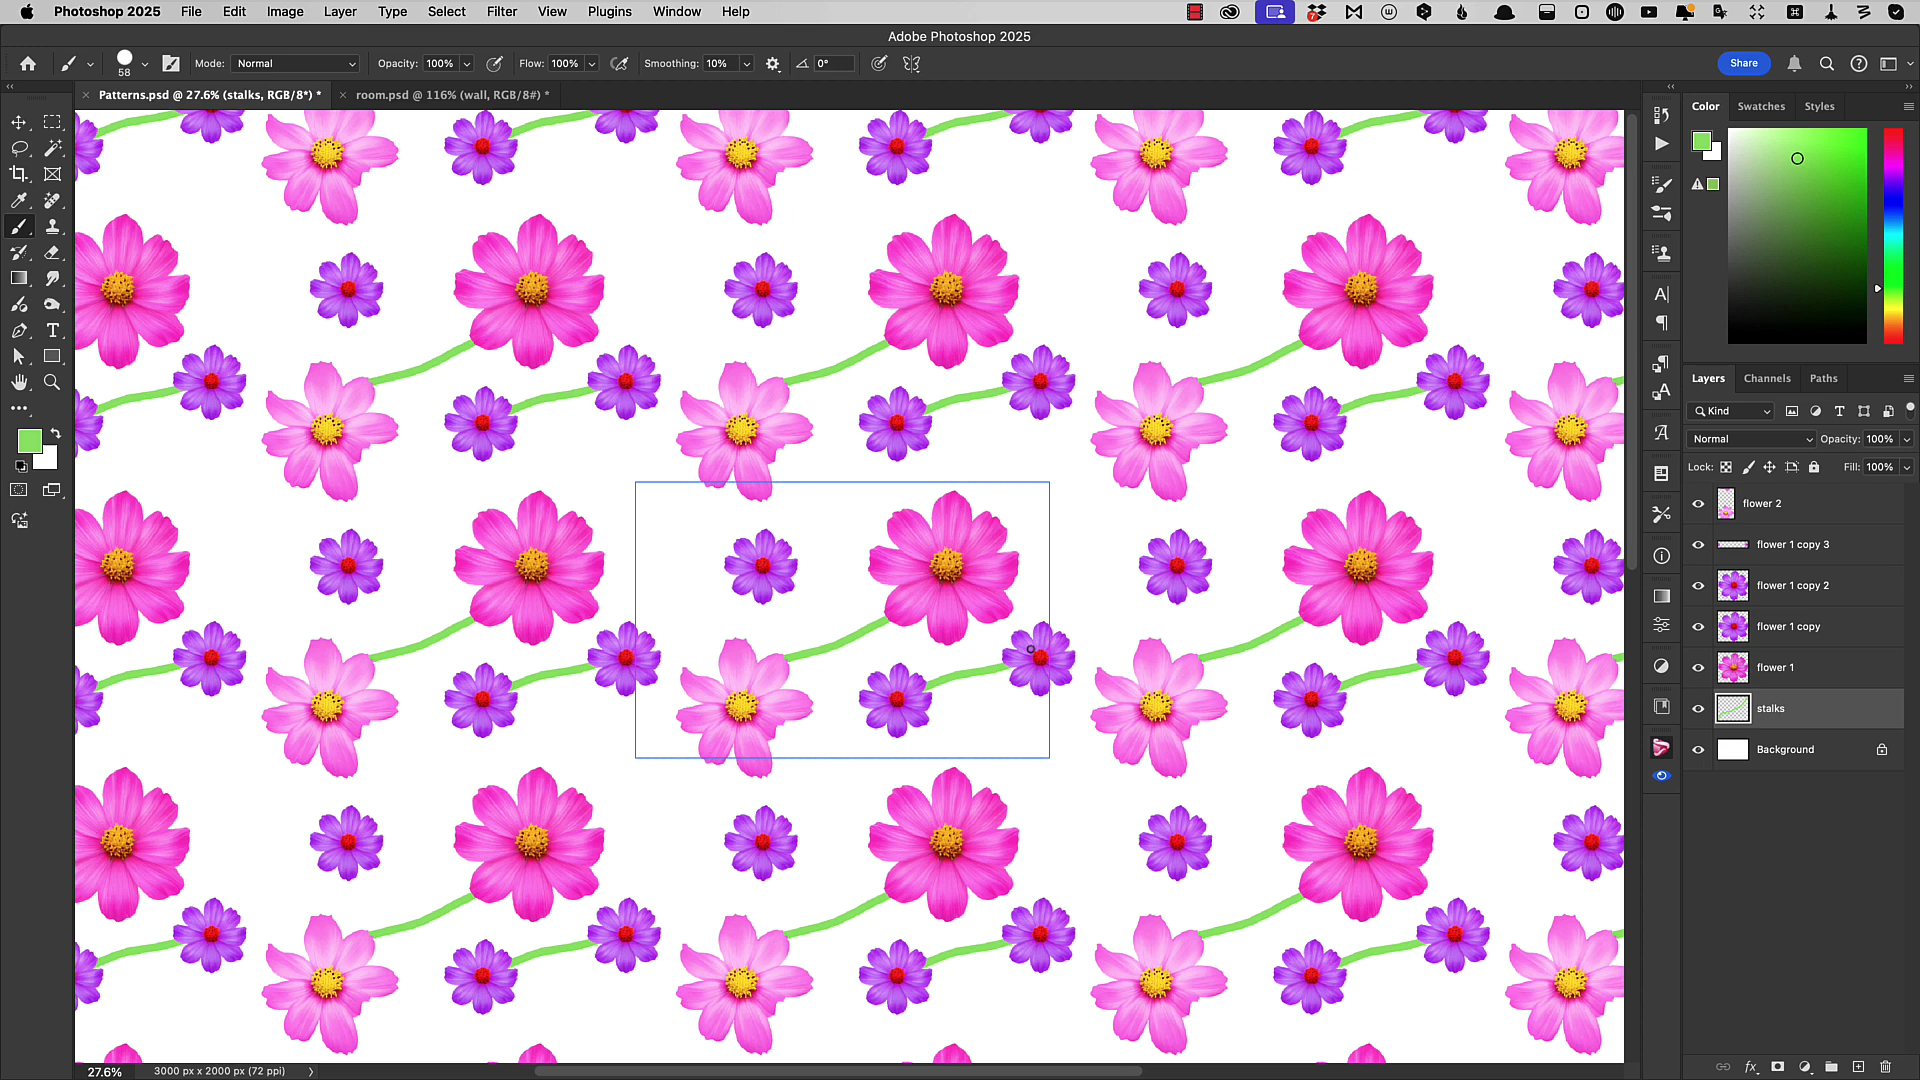 Photoshop 2025 File Edit Image Layer Type Select Filter View Plugins Window Help
7
Adobe Photoshop 2025
58 Mode: Normal Opacity: 100% Flow: 100% Smoothing: 10% 0° Share
Patterns.psd @ 27.6% (stalks, RGB/8*) * room.psd @ 116% (wall, RGB/8#) *
Color Swatches Styles
Layers Channels Paths
Kind
Normal Opacity: 100%
Lock: Fill: 100%
flower 2
flower 1 copy 3
flower 1 copy 2
flower 1 copy
flower 1
stalks
Background
27.6% 3000 px x 2000 px (72 ppi)